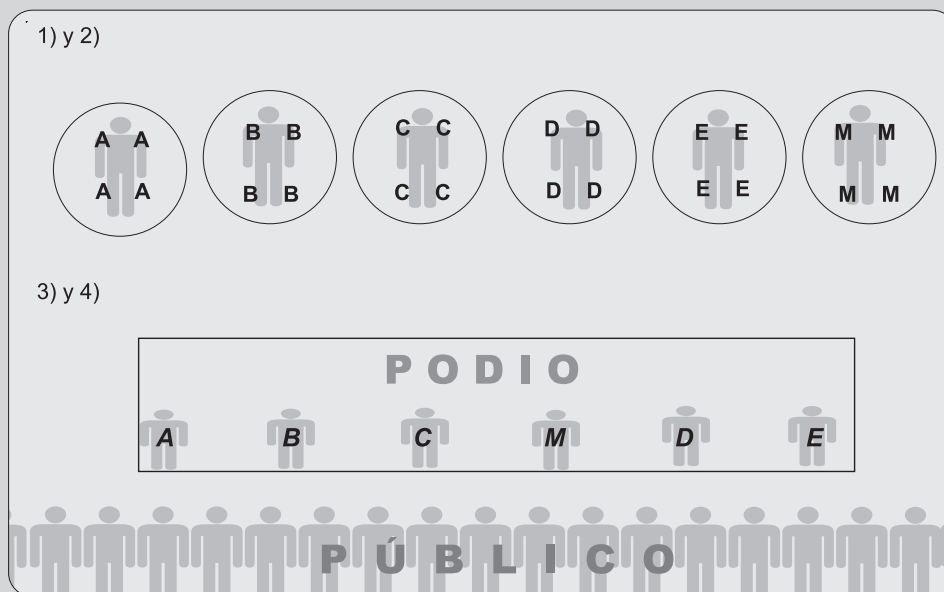 1) y 2)
A A B B C C D D E E M M
A A B B C C D D E E M M
3) y 4)
PODIO
A B C M D E
PÚBLICO